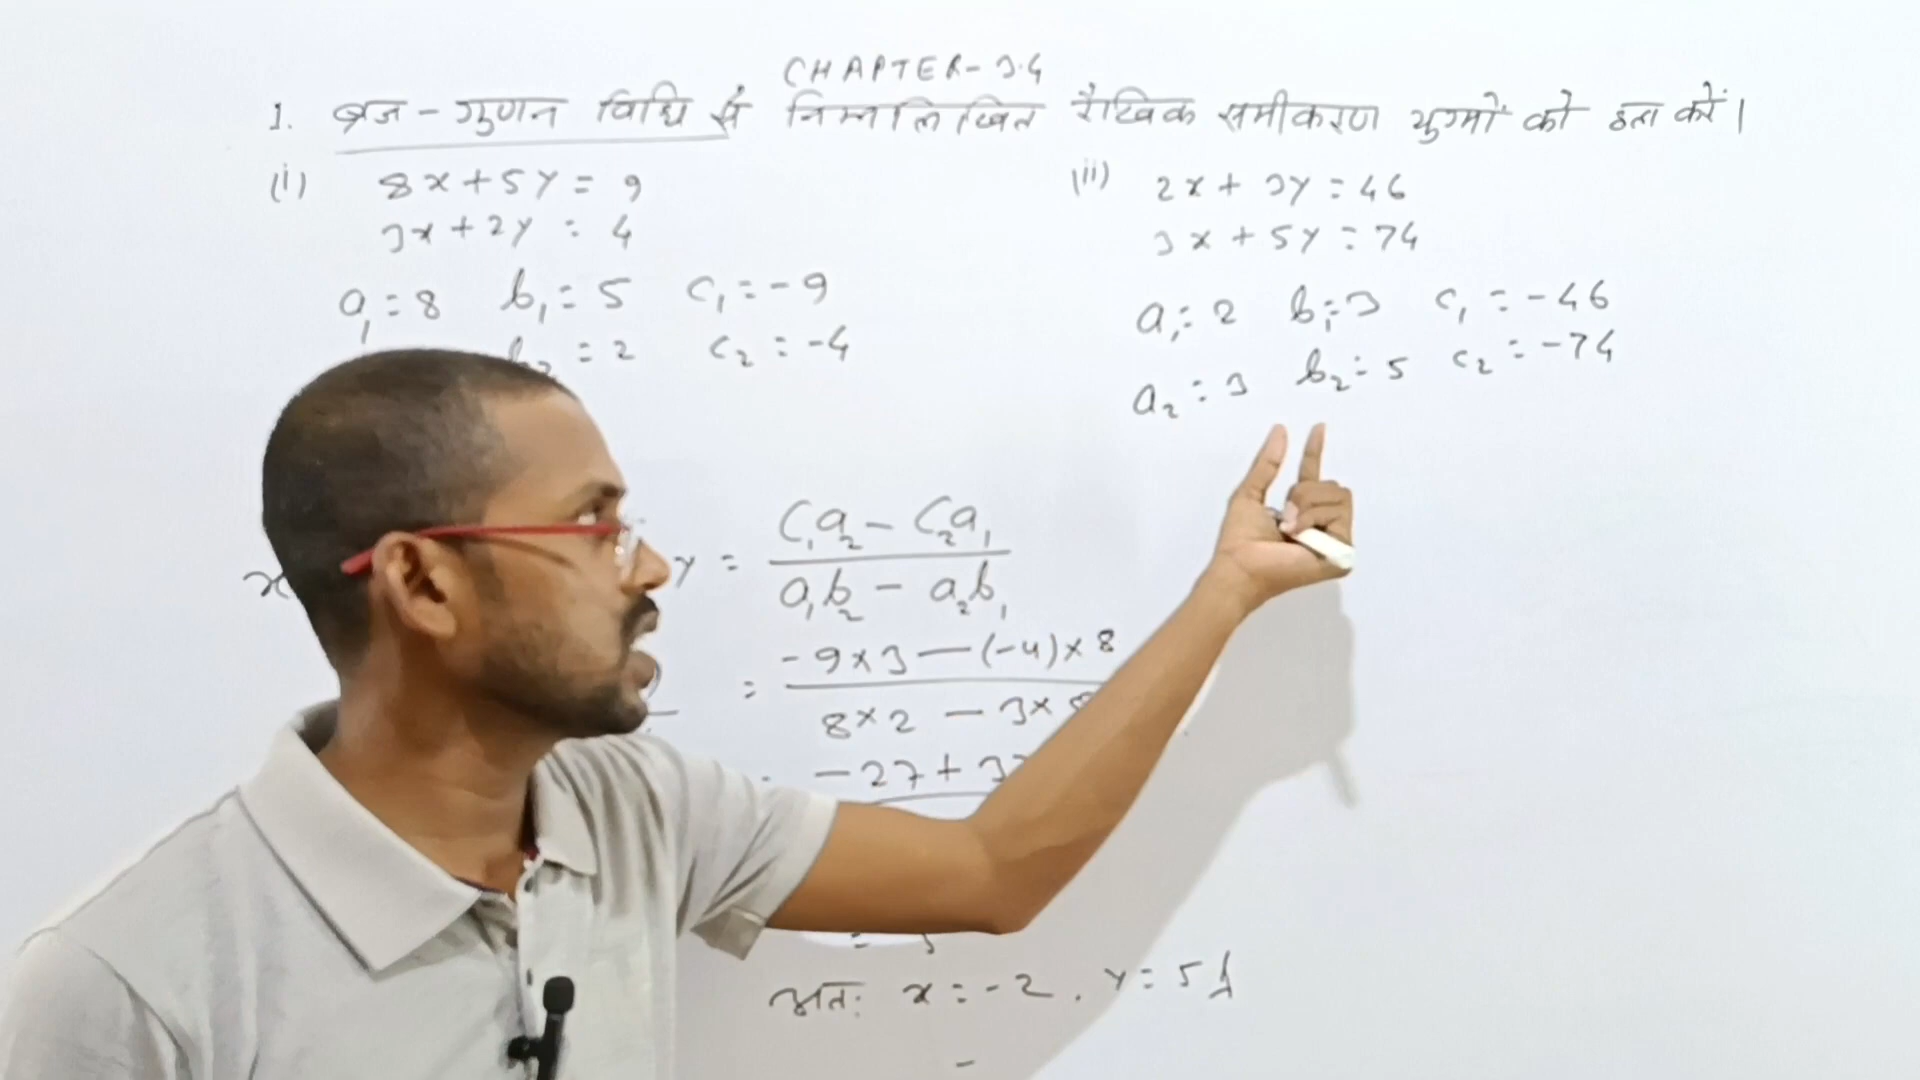 CHAPTER-3.4
1. ब्रज-गुणन विधि से निम्नलिखित रैखिक समीकरण युग्मों को हल करें।
(i) 8x+5y=9
3x+2y=4
a₁=8 b₁=5 c₁=-9
b₂=2 c₂=-4
(ii) 2x+3y=46
3x+5y=74
a₁=2 b₁=3 c₁=-46
a₂=3 b₂=5 c₂=-74
x
y = (c₁a₂ - c₂a₁)/(a₁b₂ - a₂b₁)
= (-9×3-(-4)×8)/(8×2-3×
-27+3
=
अतः x=-2, y=5